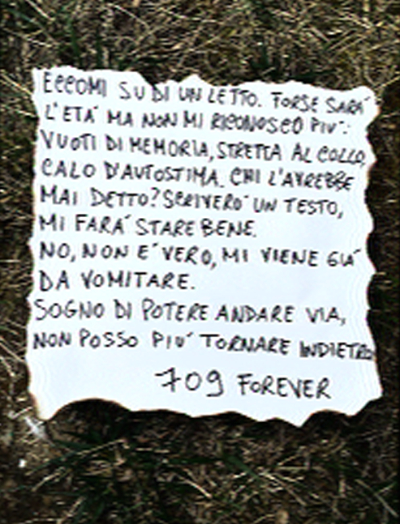 ECCOMI SU DI UN LETTO. FORSE SARA'
L'ETA' MA NON MI RICONOSCO PIU':
VUOTI DI MEMORIA, STRETTA AL COLLO,
CALO D'AUTOSTIMA. CHI L'AVREBBE
MAI DETTO? SCRIVERO' UN TESTO,
MI FARA' STARE BENE.
NO, NON E' VERO, MI VIENE GIA'
DA VOMITARE.
SOGNO DI POTERE ANDARE VIA,
NON POSSO PIU' TORNARE INDIETRO
709 FOREVER